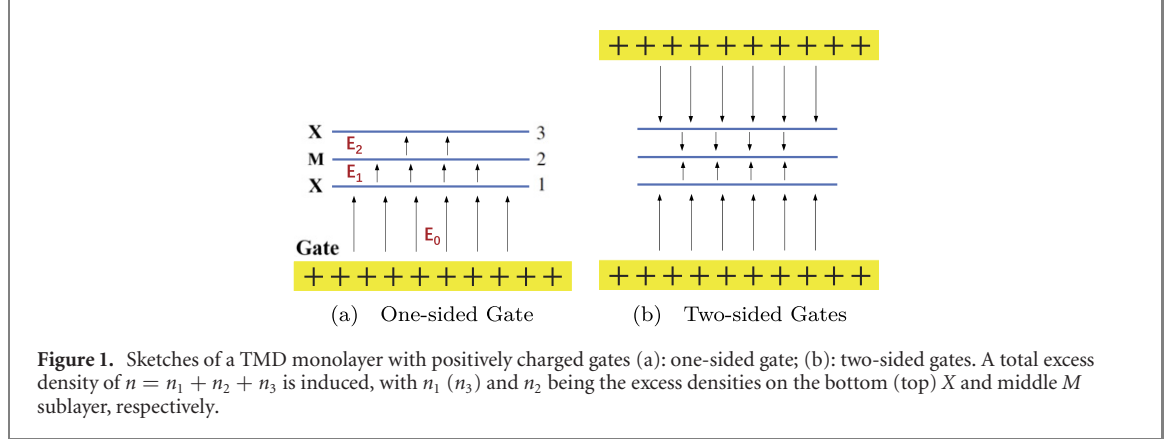 + + + + + + + + +
X 3
E₂
M 2
E₁
X 1
E₀
Gate
+ + + + + + + + + +
+ + + + + + + + +
(a) One-sided Gate
(b) Two-sided Gates
Figure 1. Sketches of a TMD monolayer with positively charged gates (a): one-sided gate; (b): two-sided gates. A total excess
density of n = n₁ + n₂ + n₃ is induced, with n₁ (n₃) and n₂ being the excess densities on the bottom (top) X and middle M
sublayer, respectively.